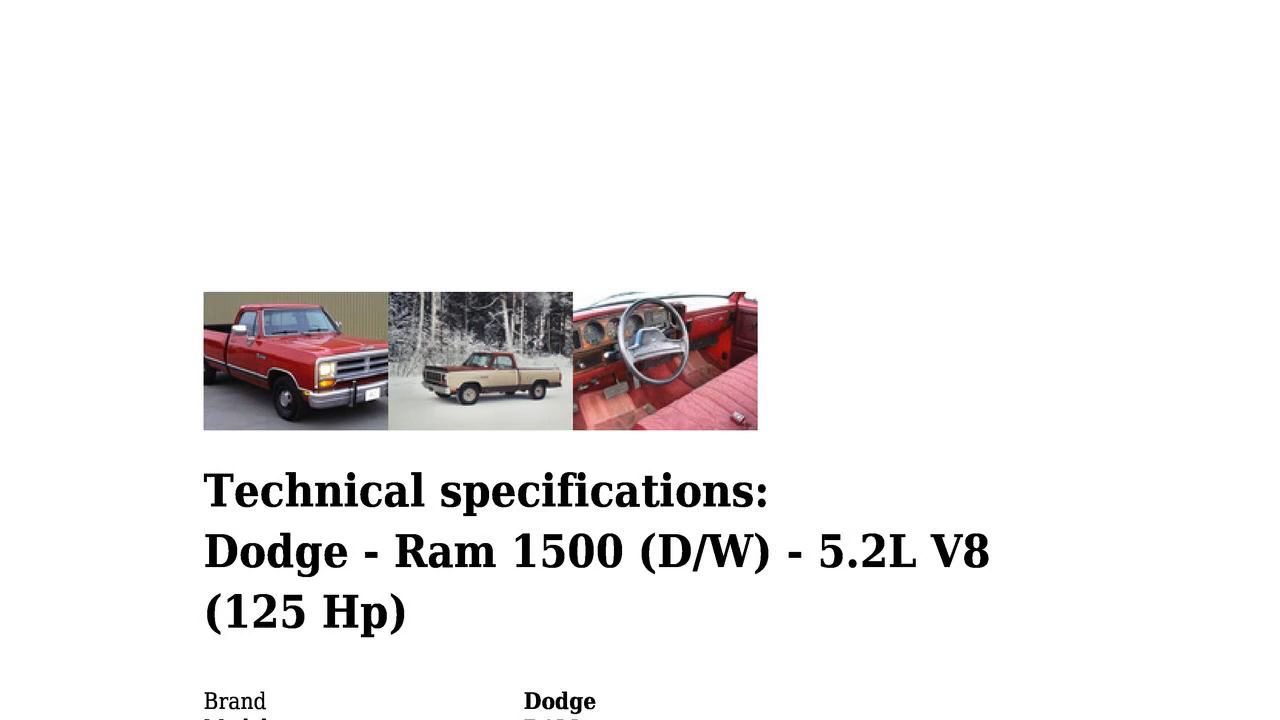 Technical specifications:
Dodge - Ram 1500 (D/W) - 5.2L V8
(125 Hp)
Brand Dodge